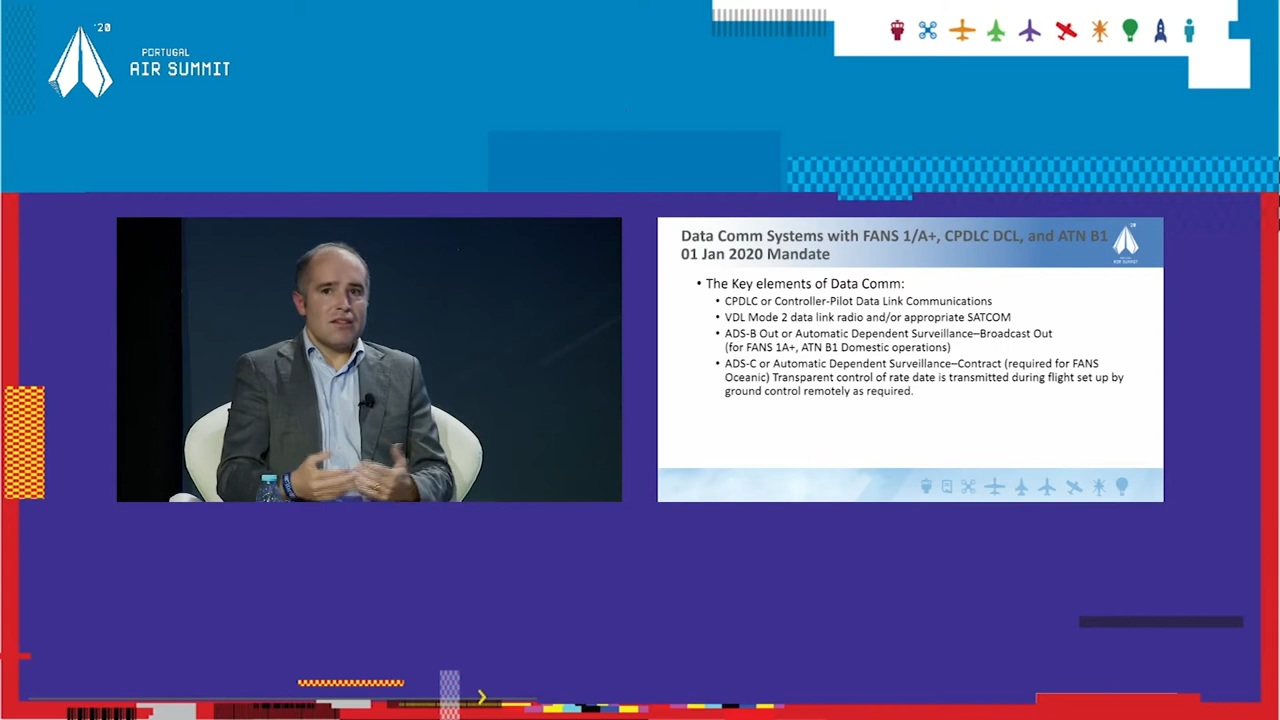 '20
PORTUGAL
AIR SUMMIT
Data Comm Systems with FANS 1/A+, CPDLC DCL, and ATN B1
01 Jan 2020 Mandate
'20
AIR SUMMIT
• The Key elements of Data Comm:
• CPDLC or Controller-Pilot Data Link Communications
• VDL Mode 2 data link radio and/or appropriate SATCOM
• ADS-B Out or Automatic Dependent Surveillance–Broadcast Out
(for FANS 1A+, ATN B1 Domestic operations)
• ADS-C or Automatic Dependent Surveillance–Contract (required for FANS
Oceanic) Transparent control of rate date is transmitted during flight set up by
ground control remotely as required.